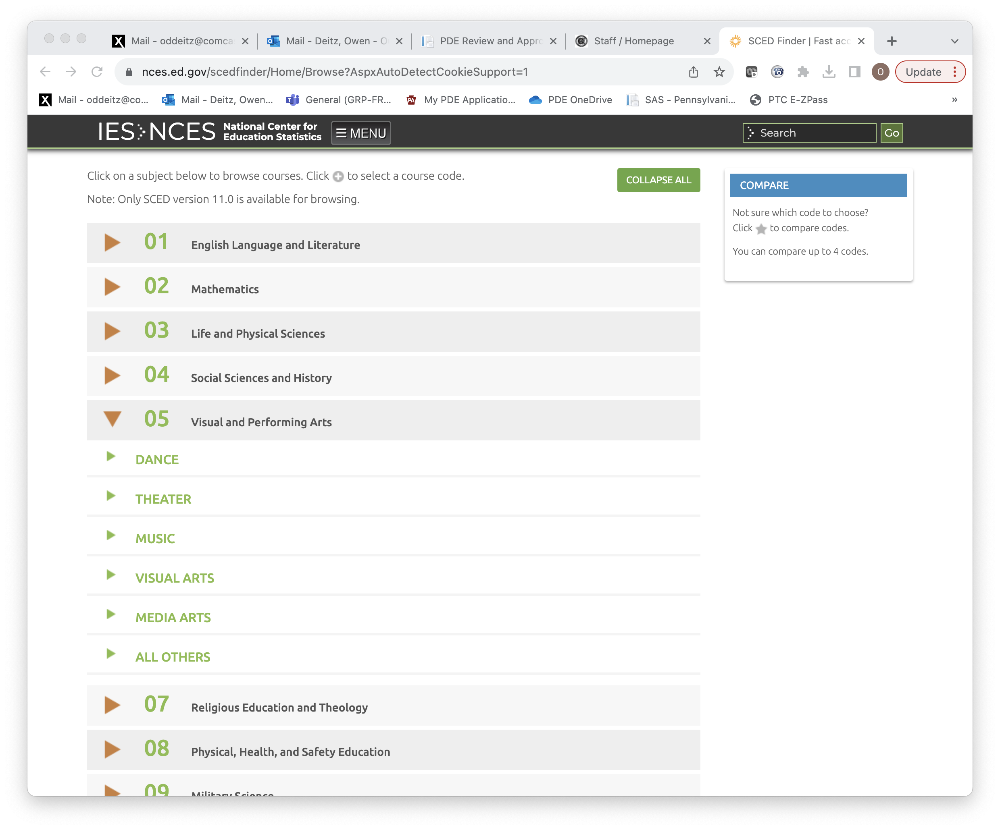 Mail - oddeitz@comca
Mail - Deitz, Owen - O
PDE Review and Appro
Staff / Homepage
SCED Finder | Fast acc
nces.ed.gov/scedfinder/Home/Browse?AspxAutoDetectCookieSupport=1
O
Update
Mail - oddeitz@co...
Mail - Deitz, Owen...
General (GRP-FR...
My PDE Applicatio...
PDE OneDrive
SAS - Pennsylvani...
PTC E-ZPass
»
IES NCES National Center for
Education Statistics
MENU
Search
Go
Click on a subject below to browse courses. Click to select a course code.
COLLAPSE ALL
Note: Only SCED version 11.0 is available for browsing.
COMPARE
Not sure which code to choose?
Click to compare codes.
You can compare up to 4 codes.
01 English Language and Literature
02 Mathematics
03 Life and Physical Sciences
04 Social Sciences and History
05 Visual and Performing Arts
DANCE
THEATER
MUSIC
VISUAL ARTS
MEDIA ARTS
ALL OTHERS
07 Religious Education and Theology
08 Physical, Health, and Safety Education
09 Military Science